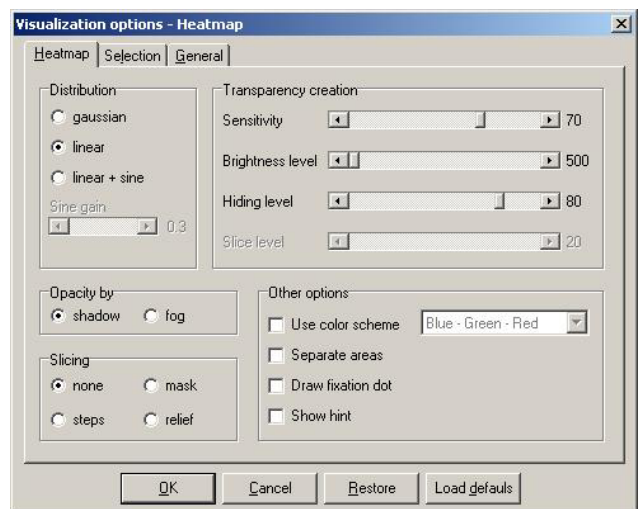 Visualization options - Heatmap
Heatmap Selection General
Distribution
gaussian
linear
linear + sine
Sine gain
0.3
Transparency creation
Sensitivity 70
Brightness level 500
Hiding level 80
Slice level 20
Opacity by
shadow fog
Slicing
none mask
steps relief
Other options
Use color scheme Blue - Green - Red
Separate areas
Draw fixation dot
Show hint
OK Cancel Restore Load defauls